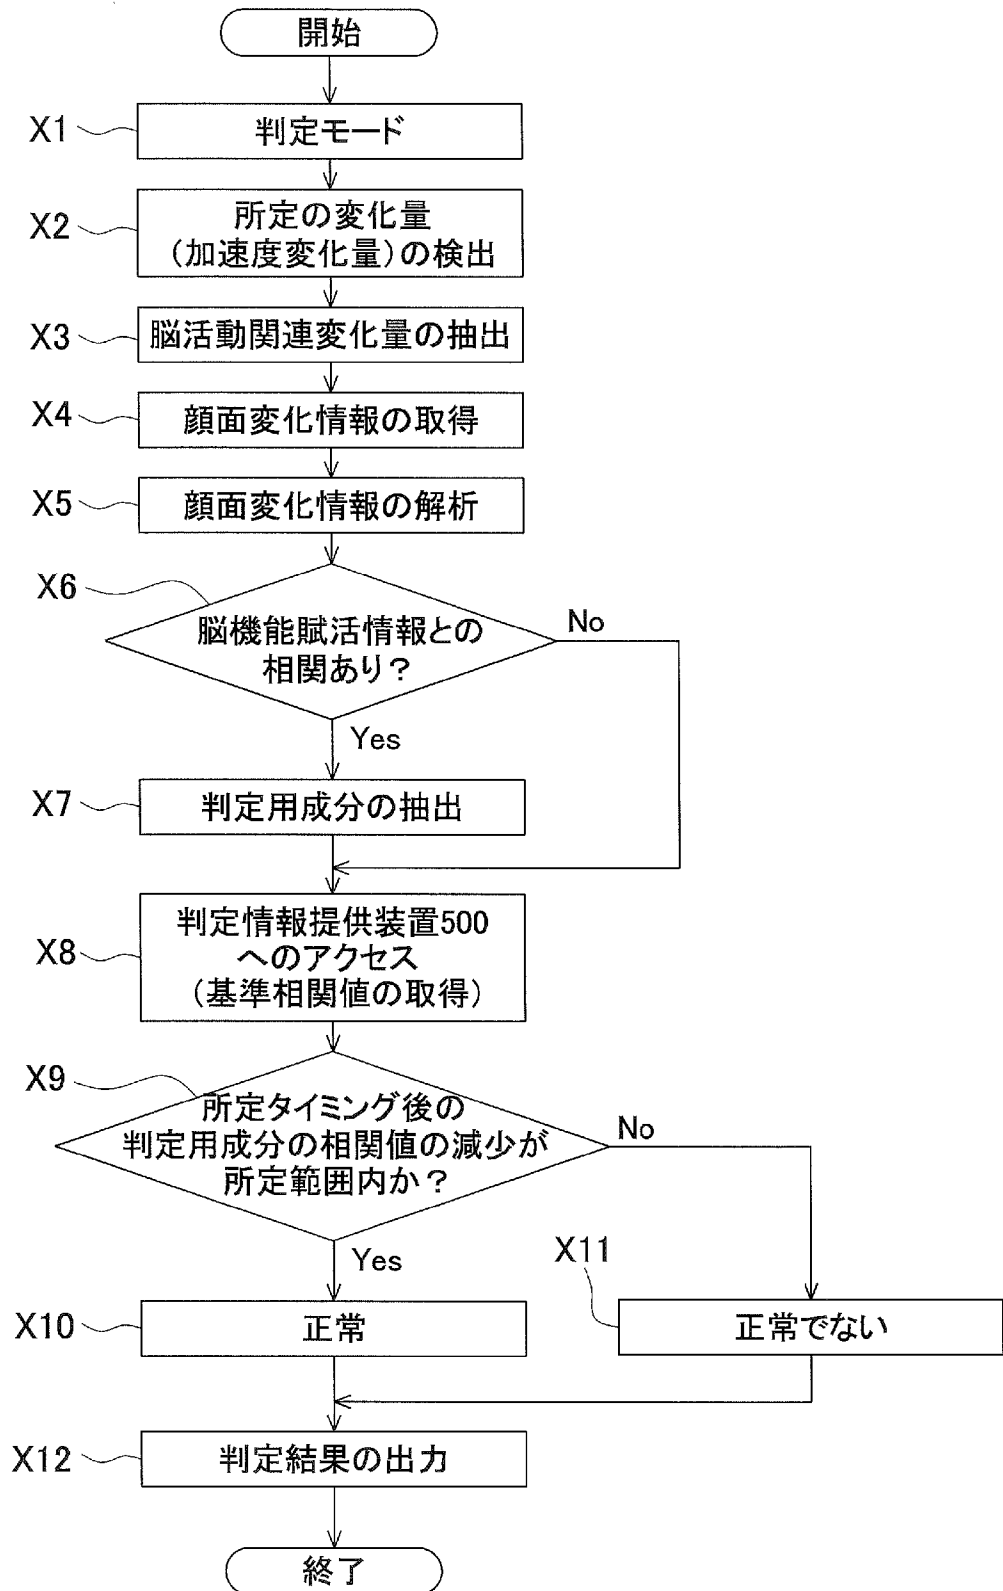 開始
X1
判定モード
X2
所定の変化量
(加速度変化量)の検出
X3
脳活動関連変化量の抽出
X4
顔面変化情報の取得
X5
顔面変化情報の解析
X6
脳機能賦活情報との
相関あり?
No
Yes
X7
判定用成分の抽出
X8
判定情報提供装置500
へのアクセス
(基準相関値の取得)
X9
所定タイミング後の
判定用成分の相関値の減少が
所定範囲内か?
No
Yes
X10
正常
X11
正常でない
X12
判定結果の出力
終了